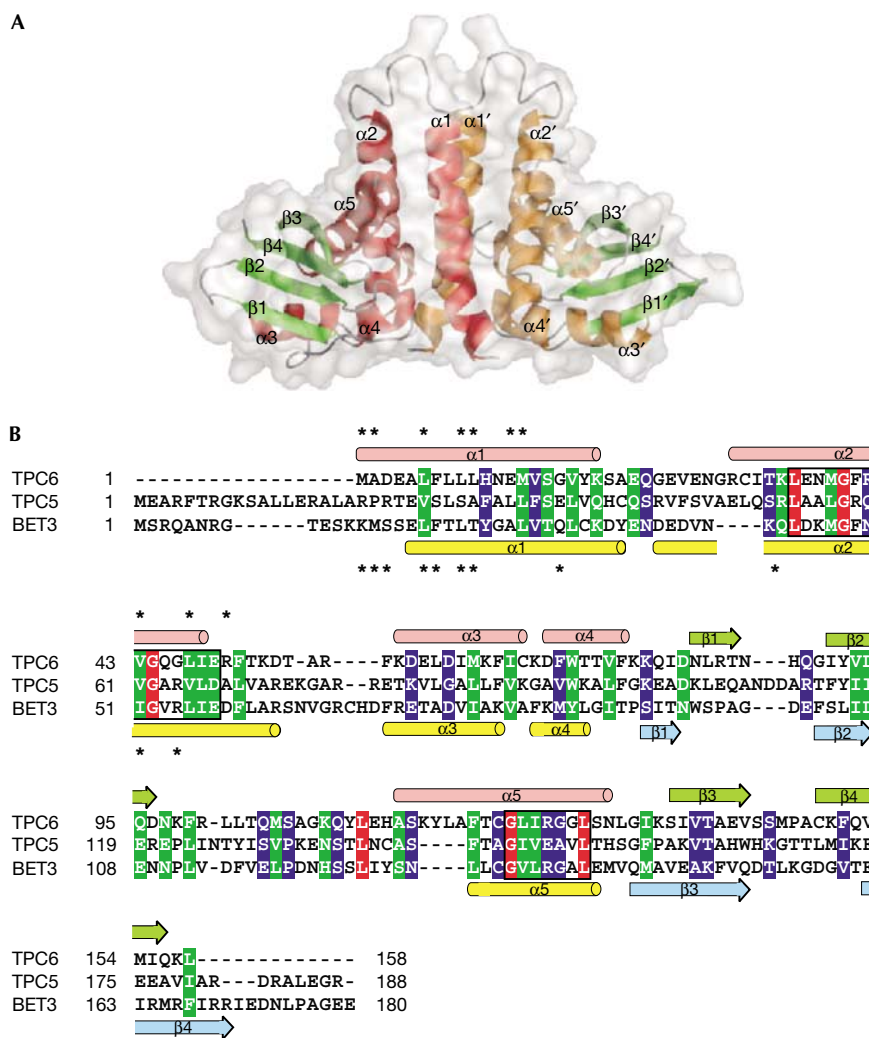 A
α2 α1 α1′ α2′
α5 α5′
β3 β3′
β4 β4′
β2 β2′
β1 β1′
α3 α4 α4′ α3′
B
** * ** **
α1 α2
TPC6 1 ------------------MADEALFLLLHNEMVSGVYKSAEQGEVENGRCITKLENMGFR
TPC5 1 MEARFTRGKSALLERALARPRTEVSLSAFALLFSELVQHCQSRVFSVAELQSRLAALGRQ
BET3 1 MSRQANRG------TESKKMSSELFTLTYGALVTQLCKDYENDEDVN----KQLDKMGFN
α1 α2
*** ** ** * *
* * *
α3 α4 β1 β2
TPC6 43 VGQGLIERFTKDT-AR----FKDELDIMKFICKDFWTTVFKKQIDNLRTN---HQGIYVL
TPC5 61 VGARVLDALVAREKGAR--RETKVLGALLFVKGAVWKALFGKEADKLEQANDDARTFYII
BET3 51 IGVRLIEDFLARSNVGRCHDFRETADVIAKVAFKMYLGITPSITNWSPAG---DEFSLIL
α3 α4 β1 β2
* *
α5 β3 β4
TPC6 95 QDNKFR-LLTQMSAGKQYLEHASKYLAFTCGLIRGGLSNLGIKSIVTAEVSSMPACKFQV
TPC5 119 EREPLINTYISVPKENSTLNCAS----FTAGIVEAVLTHSGFPAKVTAHWHKGTTLMIKF
BET3 108 ENNPLV-DFVELPDNHSSLIYSN----LLCGVLRGALEMVQMAVEAKFVQDTLKGDGVTE
α5 β3
TPC6 154 MIQKL------------- 158
TPC5 175 EEAVIAR---DRALEGR- 188
BET3 163 IRMRFIRRIEDNLPAGEE 180
β4